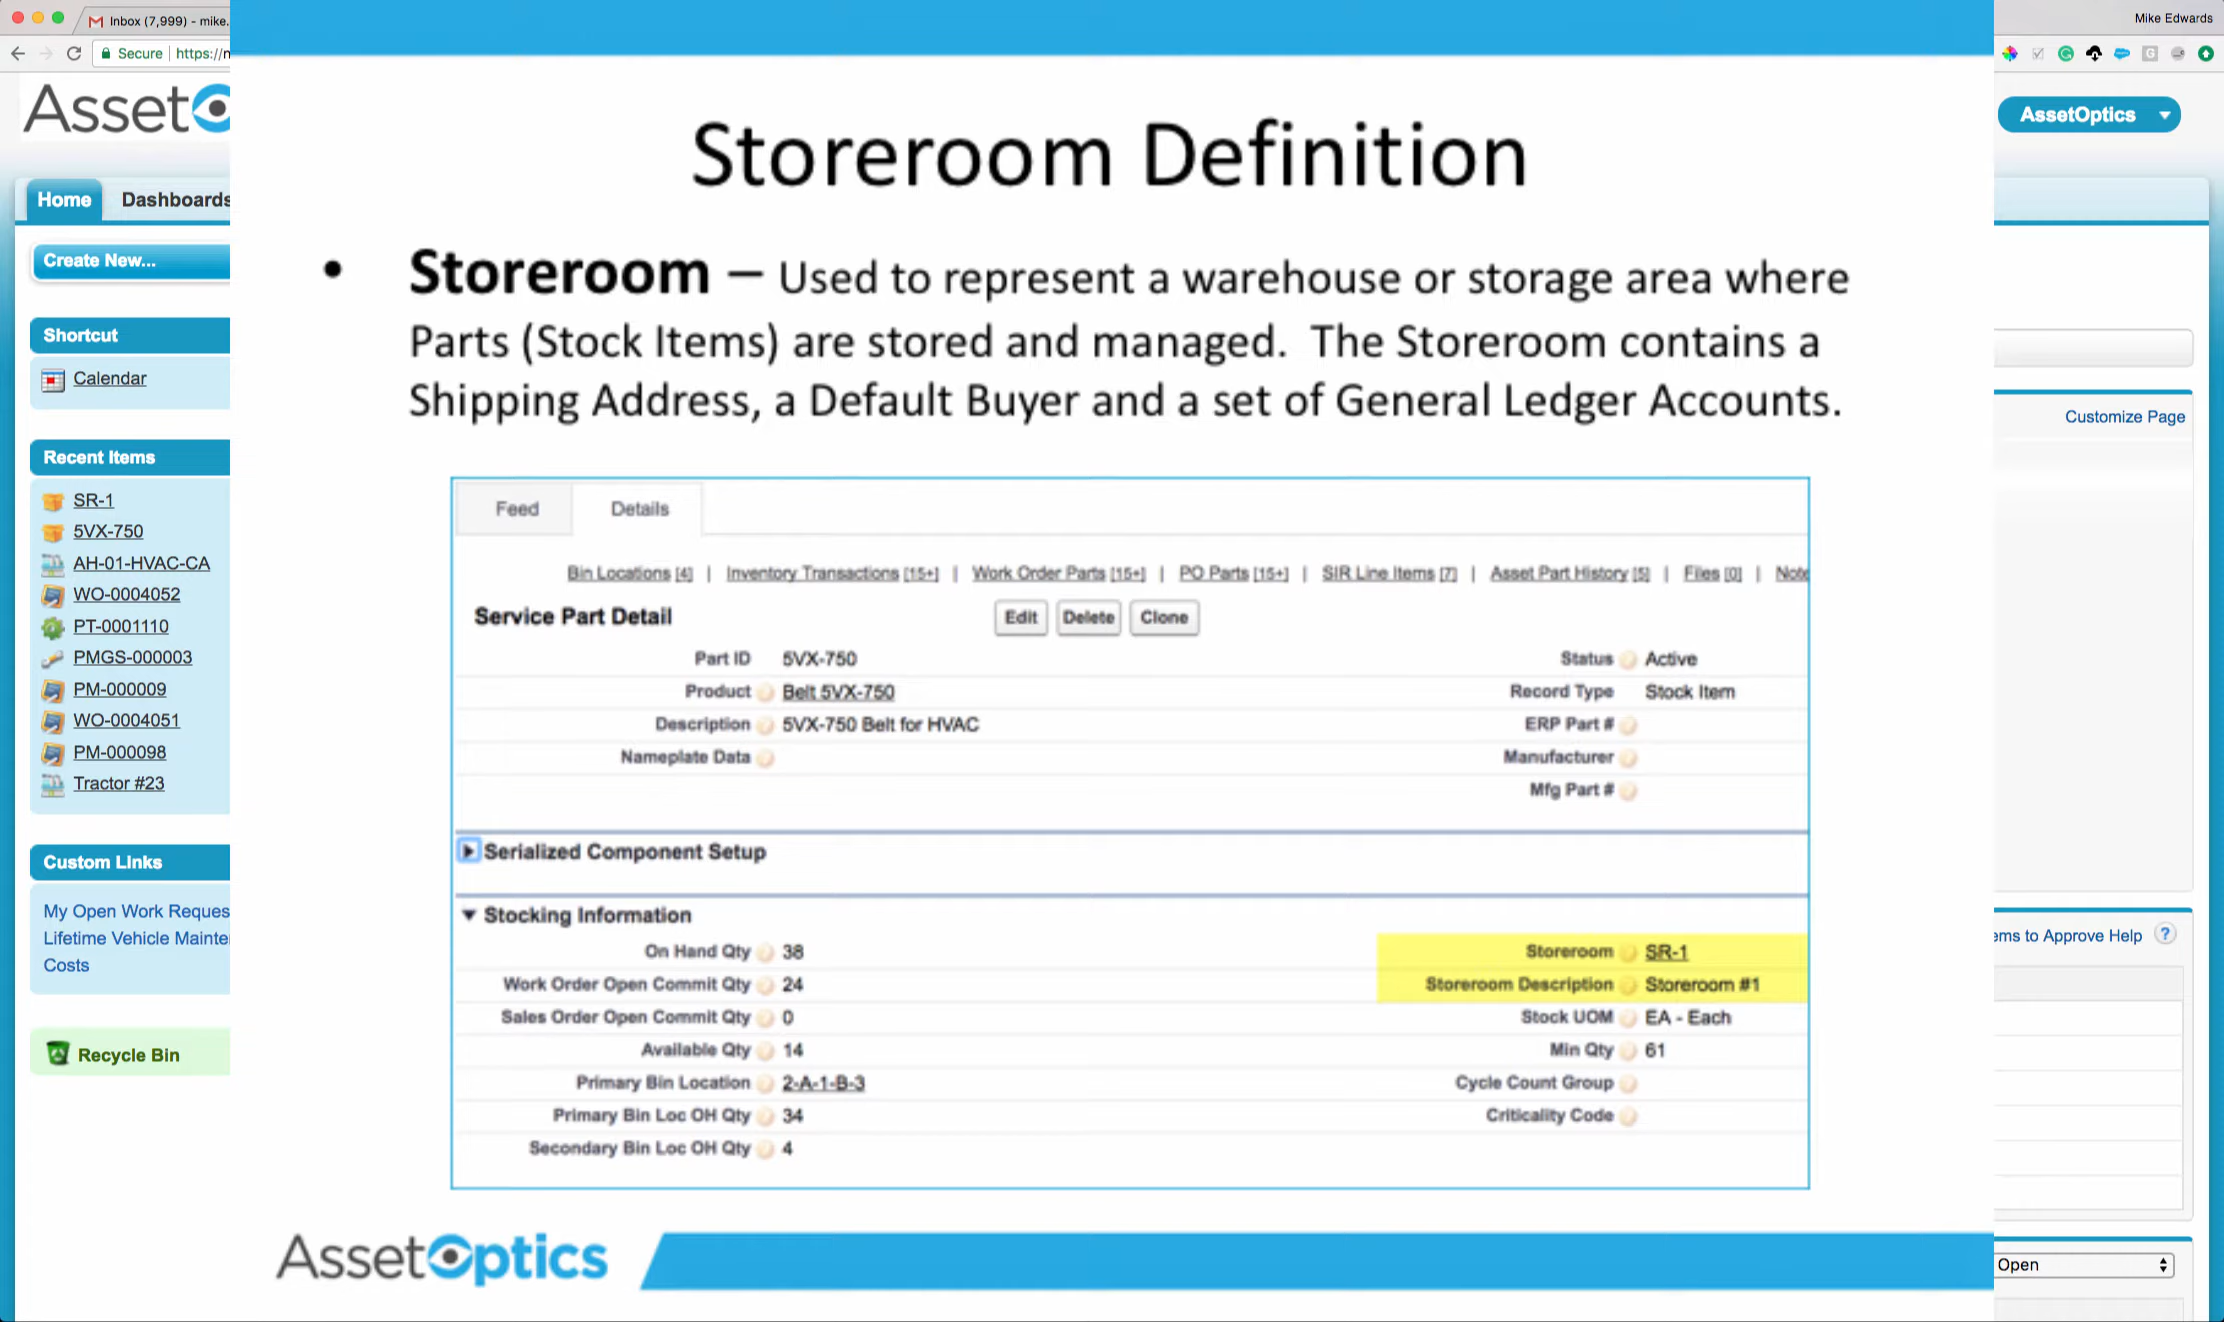 Inbox (7,999) - mike.
Mike Edwards
Secure
https://n
AssetO
AssetOptics
Home
Dashboards
Create New...
Shortcut
Calendar
Recent Items
SR-1
5VX-750
AH-01-HVAC-CA
WO-0004052
PT-0001110
PMGS-000003
PM-000009
WO-0004051
PM-000098
Tractor #23
Custom Links
My Open Work Reques
Lifetime Vehicle Mainte
Costs
Recycle Bin
Storeroom Definition
• Storeroom – Used to represent a warehouse or storage area where
Parts (Stock Items) are stored and managed. The Storeroom contains a
Shipping Address, a Default Buyer and a set of General Ledger Accounts.
Feed Details
Bin Locations [4] | Inventory Transactions [15+] | Work Order Parts [15+] | PO Parts [15+] | SIR Line Items [7] | Asset Part History [5] | Files [0] | Note
Service Part Detail Edit Delete Clone
Part ID 5VX-750 Status Active
Product Belt 5VX-750 Record Type Stock Item
Description 5VX-750 Belt for HVAC ERP Part #
Nameplate Data Manufacturer
Mfg Part #
Serialized Component Setup
Stocking Information
On Hand Qty 38 Storeroom SR-1
Work Order Open Commit Qty 24 Storeroom Description Storeroom #1
Sales Order Open Commit Qty 0 Stock UOM EA - Each
Available Qty 14 Min Qty 61
Primary Bin Location 2-A-1-B-3 Cycle Count Group
Primary Bin Loc OH Qty 34 Criticality Code
Secondary Bin Loc OH Qty 4
AssetOptics
Customize Page
ems to Approve Help ?
Open